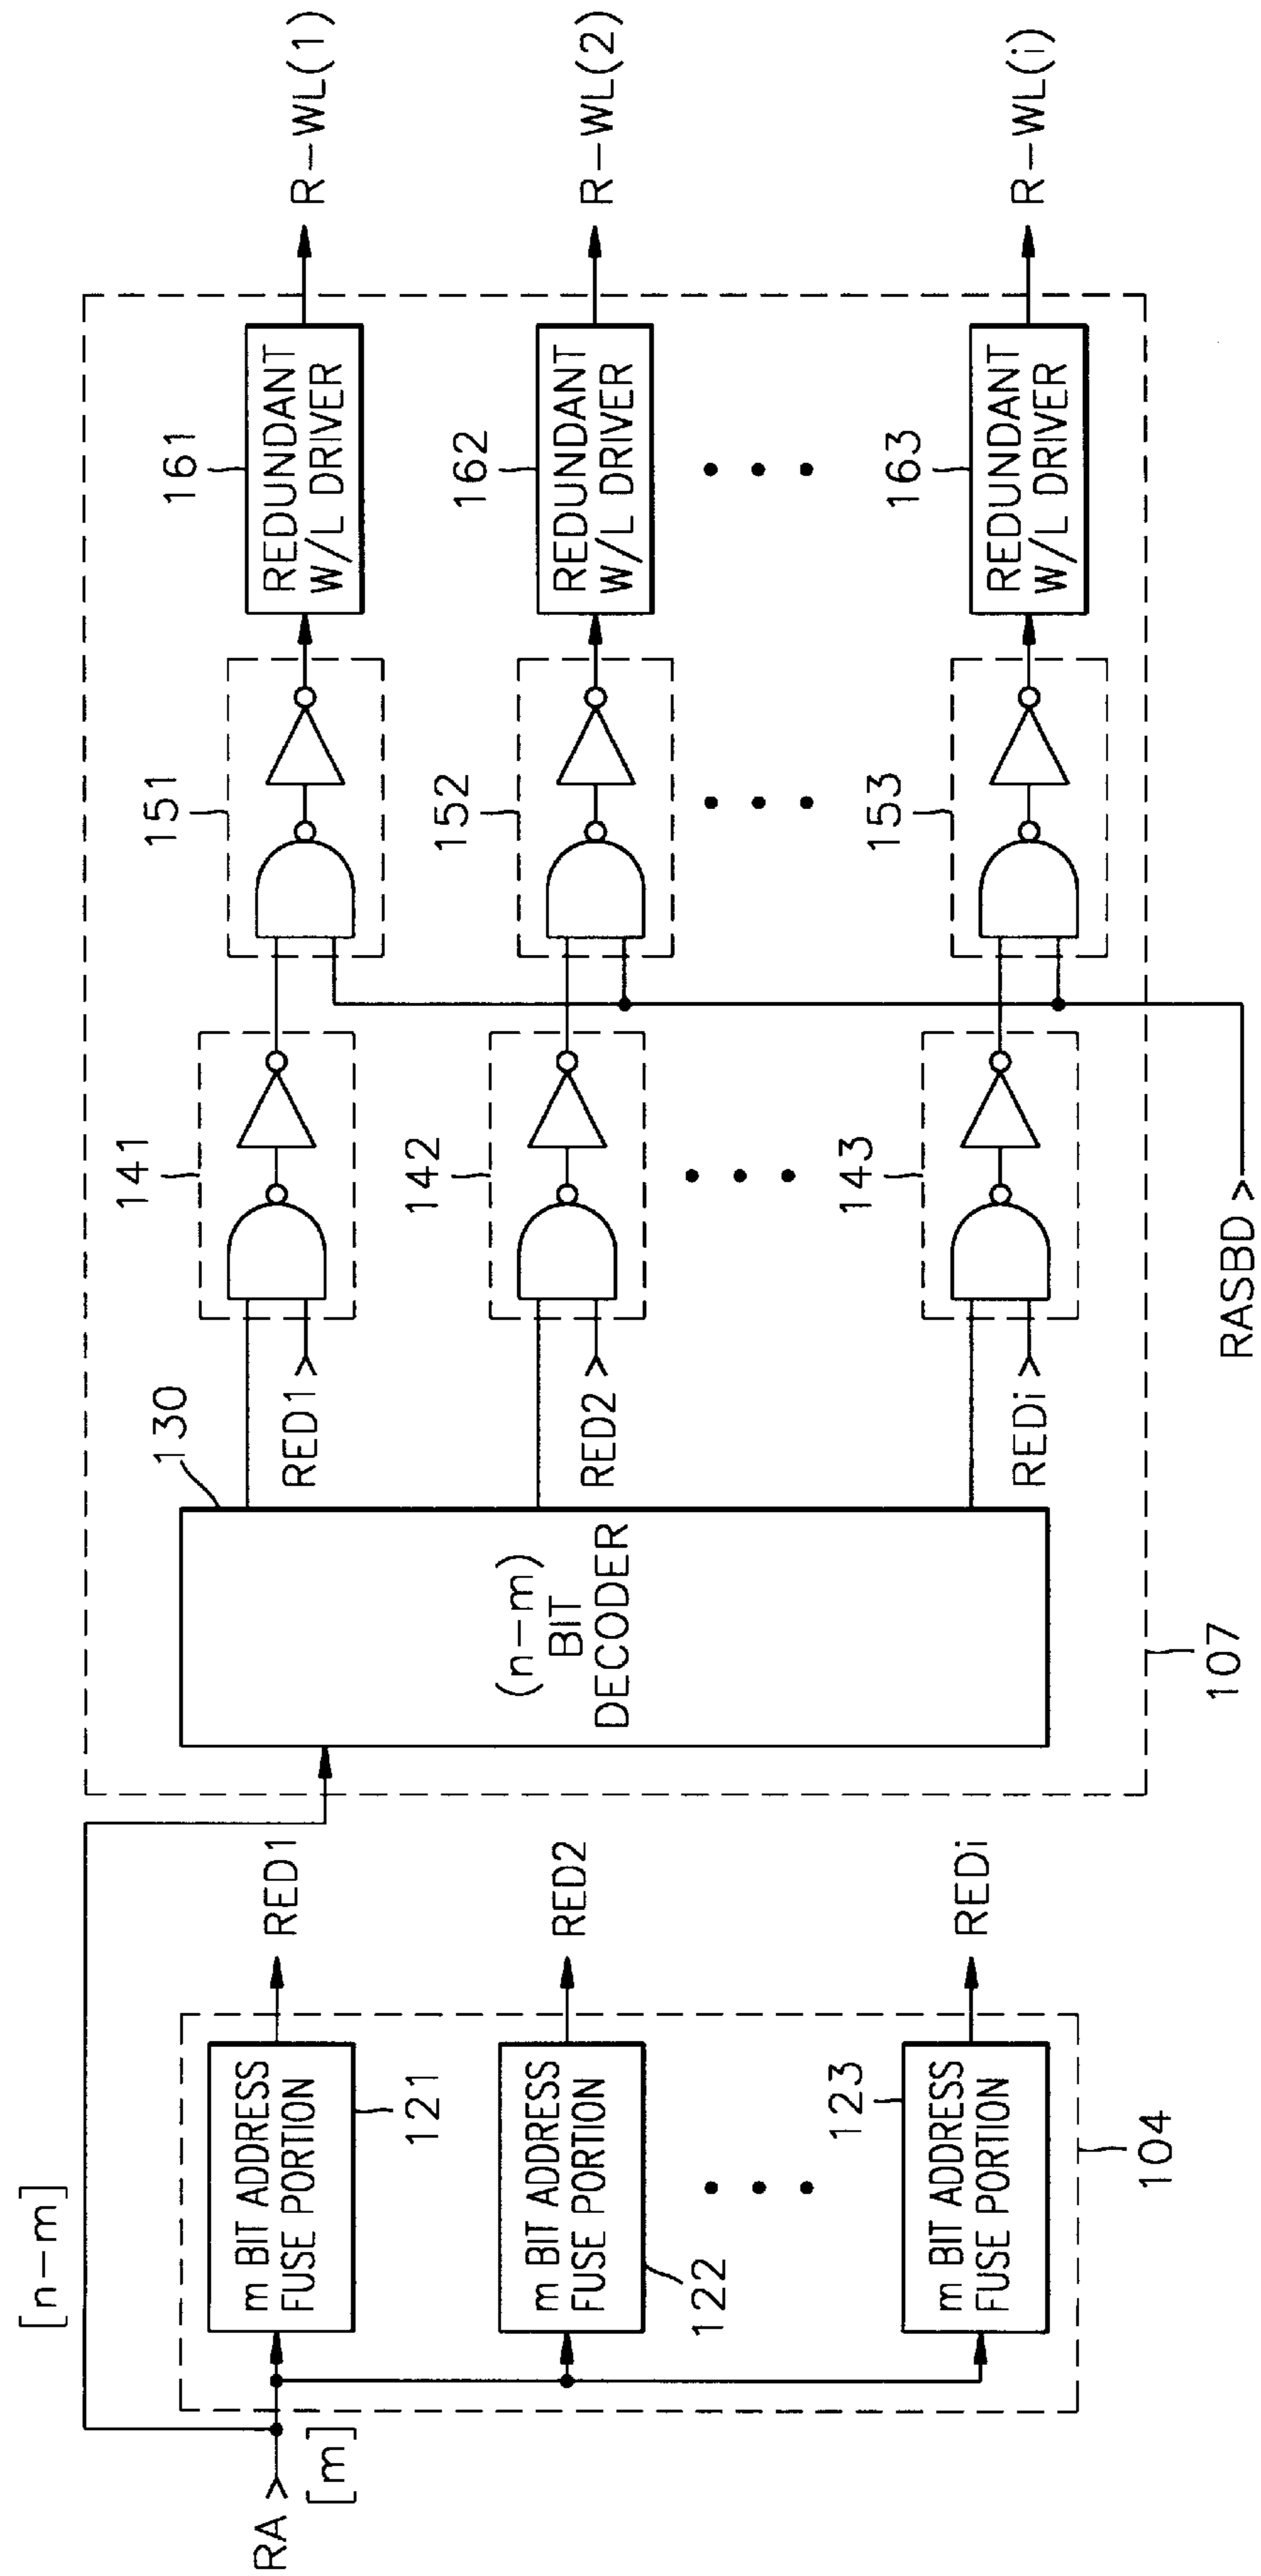 RA
[m]
[n-m]
m BIT ADDRESS
FUSE PORTION
121
RED1
m BIT ADDRESS
FUSE PORTION
122
RED2
m BIT ADDRESS
FUSE PORTION
123
REDi
104
(n-m)
BIT
DECODER
130
107
RED1
141
151
REDUNDANT
W/L DRIVER
161
R-WL(1)
RED2
142
152
REDUNDANT
W/L DRIVER
162
R-WL(2)
REDi
143
153
REDUNDANT
W/L DRIVER
163
R-WL(i)
RASBD